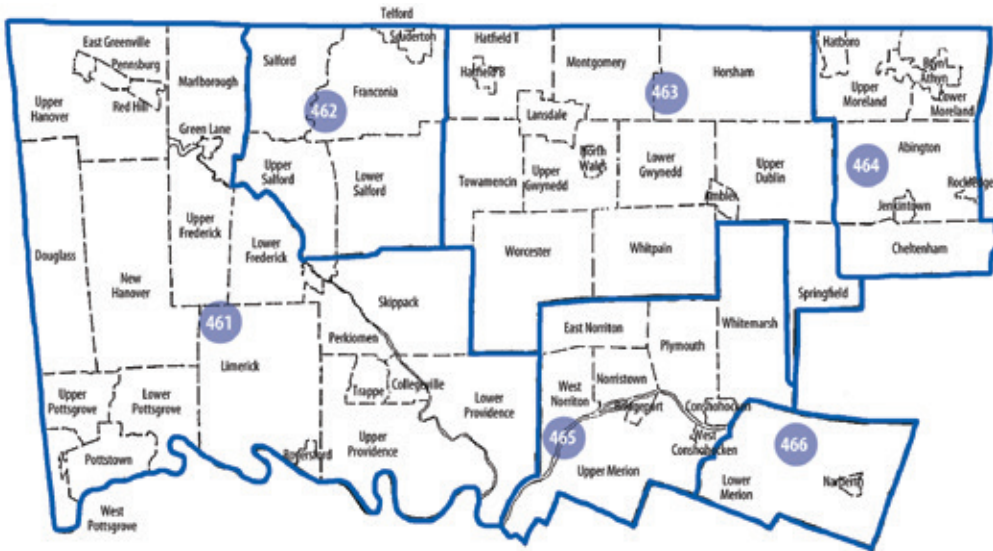 Telford
East Greenville
Pennsburg
Red Hill
Upper
Hanover
Marlborough
Green Lane
Salford
Souderton
462
Franconia
Hatfield T
Hatfield B
Montgomery
463
Horsham
Lansdale
Hatboro
Bryn
Athyn
Upper
Moreland
Lower
Moreland
464
Abington
Rockledge
Jenkintown
Cheltenham
Upper
Salford
Lower
Salford
Towamencin
Upper
Gwynedd
North
Wales
Lower
Gwynedd
Ambler
Upper
Dublin
Douglass
New
Hanover
Upper
Frederick
Lower
Frederick
461
Limerick
Skippack
Perkiomen
Worcester
Whitpain
Springfield
Whitemarsh
East Norriton
Plymouth
Upper
Pottsgrove
Lower
Pottsgrove
Pottstown
West
Pottsgrove
Royersford
Trappe
Collegeville
Upper
Providence
Lower
Providence
West
Norriton
Norristown
Bridgeport
Conshohocken
West
Conshohocken
465
Upper Merion
466
Lower
Merion
Narberth